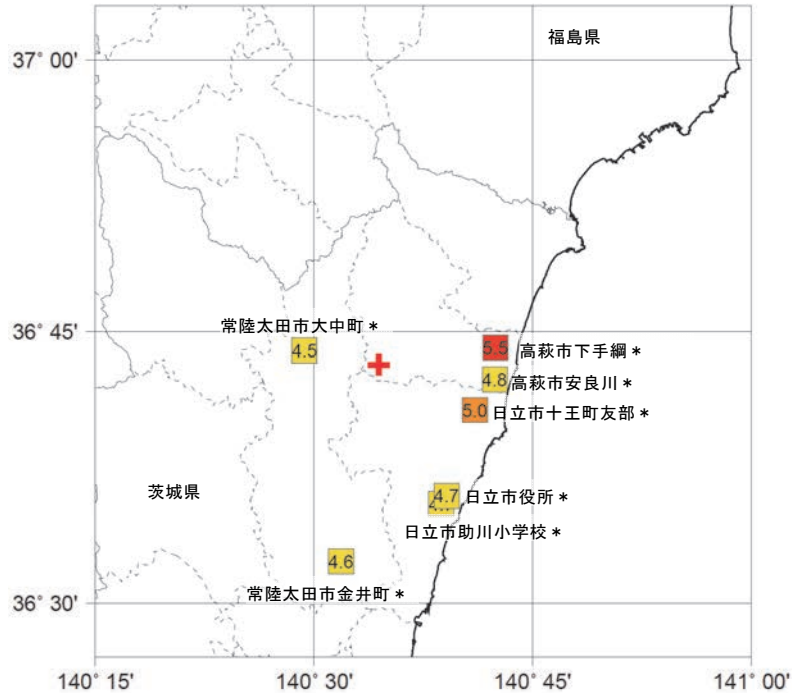 福島県
37° 00'
常陸太田市大中町*
36° 45'
4.5
5.5
高萩市下手綱*
4.8
高萩市安良川*
5.0
日立市十王町友部*
茨城県
4.7
日立市役所*
日立市助川小学校*
4.6
常陸太田市金井町*
36° 30'
140° 15'
140° 30'
140° 45'
141° 00'